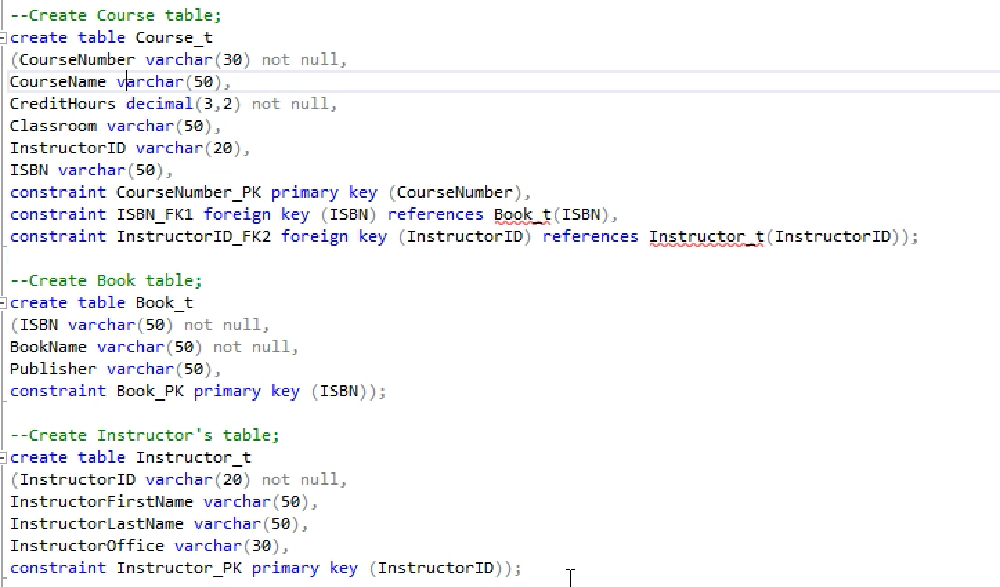 --Create Course table;
create table Course_t
(CourseNumber varchar(30) not null,
CourseName varchar(50),
CreditHours decimal(3,2) not null,
Classroom varchar(50),
InstructorID varchar(20),
ISBN varchar(50),
constraint CourseNumber_PK primary key (CourseNumber),
constraint ISBN_FK1 foreign key (ISBN) references Book_t(ISBN),
constraint InstructorID_FK2 foreign key (InstructorID) references Instructor_t(InstructorID));
--Create Book table;
create table Book_t
(ISBN varchar(50) not null,
BookName varchar(50) not null,
Publisher varchar(50),
constraint Book_PK primary key (ISBN));
--Create Instructor's table;
create table Instructor_t
(InstructorID varchar(20) not null,
InstructorFirstName varchar(50),
InstructorLastName varchar(50),
InstructorOffice varchar(30),
constraint Instructor_PK primary key (InstructorID));